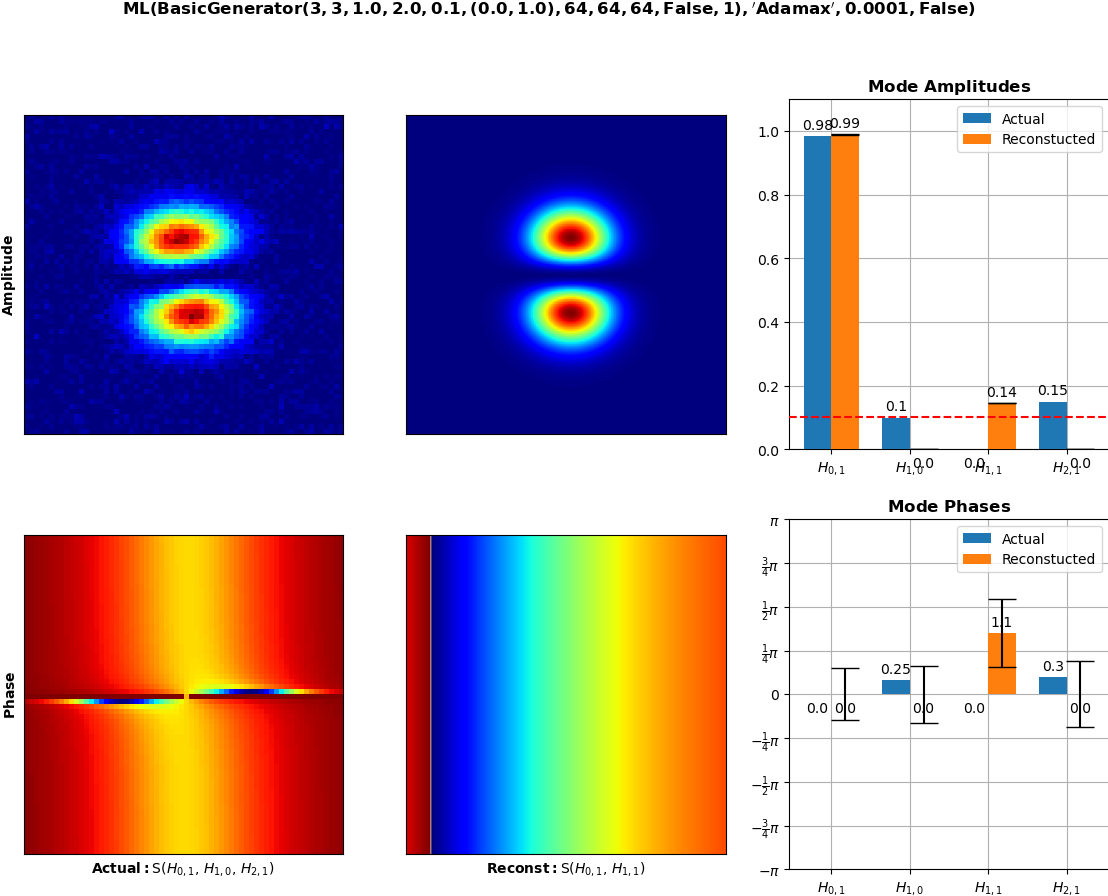 ML(BasicGenerator(3, 3, 1.0, 2.0, 0.1, (0.0, 1.0), 64, 64, 64, False, 1), ′Adamax′, 0.0001, False)
Amplitude
Mode Amplitudes
Actual
Reconstucted
1.0
0.8
0.6
0.4
0.2
0.0
0.98
0.99
0.1
0.0
0.0
0.14
0.15
0.0
H0,1
H1,0
H1,1
H2,1
Phase
Actual: S(H0,1, H1,0, H2,1)
Reconst: S(H0,1, H1,1)
Mode Phases
Actual
Reconstucted
π
3/4π
1/2π
1/4π
0
−1/4π
−1/2π
−3/4π
−π
0.0
0.0
0.25
0.0
0.0
1.1
0.3
0.0
H0,1
H1,0
H1,1
H2,1